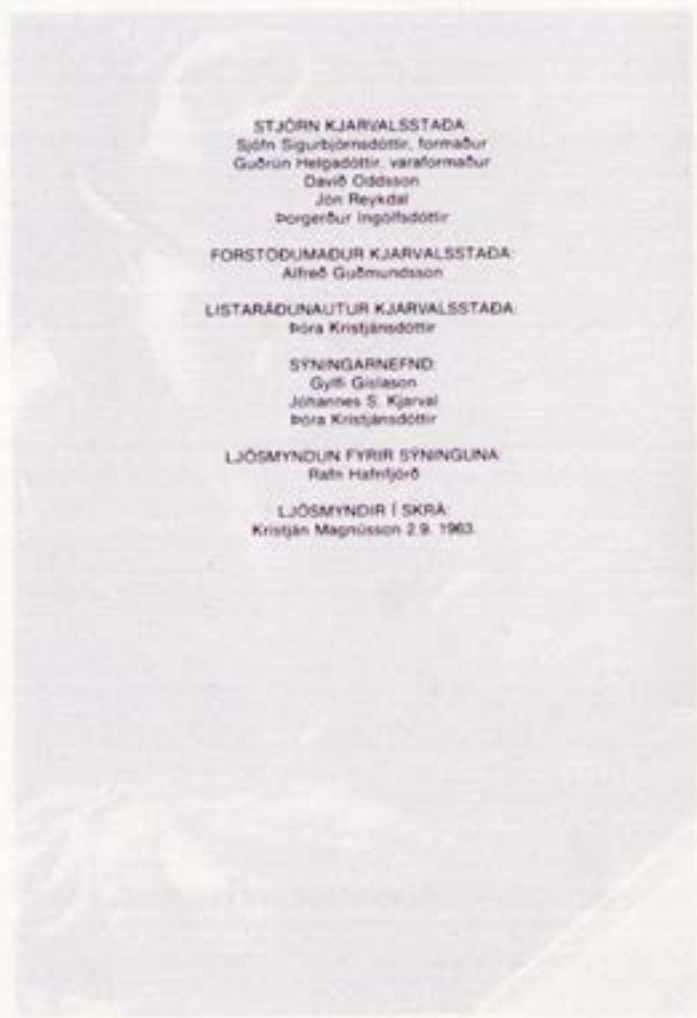 STJÓRN KJARVALSSTAÐA:
Sjöfn Sigurbjörnsdóttir, formaður
Guðrún Helgadóttir, varaformaður
Davíð Oddsson
Jón Reykdal
Þorgerður Ingólfsdóttir
FORSTÖÐUMAÐUR KJARVALSSTAÐA:
Alfreð Guðmundsson
LISTARÁÐUNAUTUR KJARVALSSTAÐA:
Þóra Kristjánsdóttir
SÝNINGARNEFND:
Gylfi Gíslason
Jóhannes S. Kjarval
Þóra Kristjánsdóttir
LJÓSMYNDUN FYRIR SÝNINGUNA:
Rafn Hafnfjörð
LJÓSMYNDIR Í SKRÁ:
Kristján Magnússon 2.9. 1963.